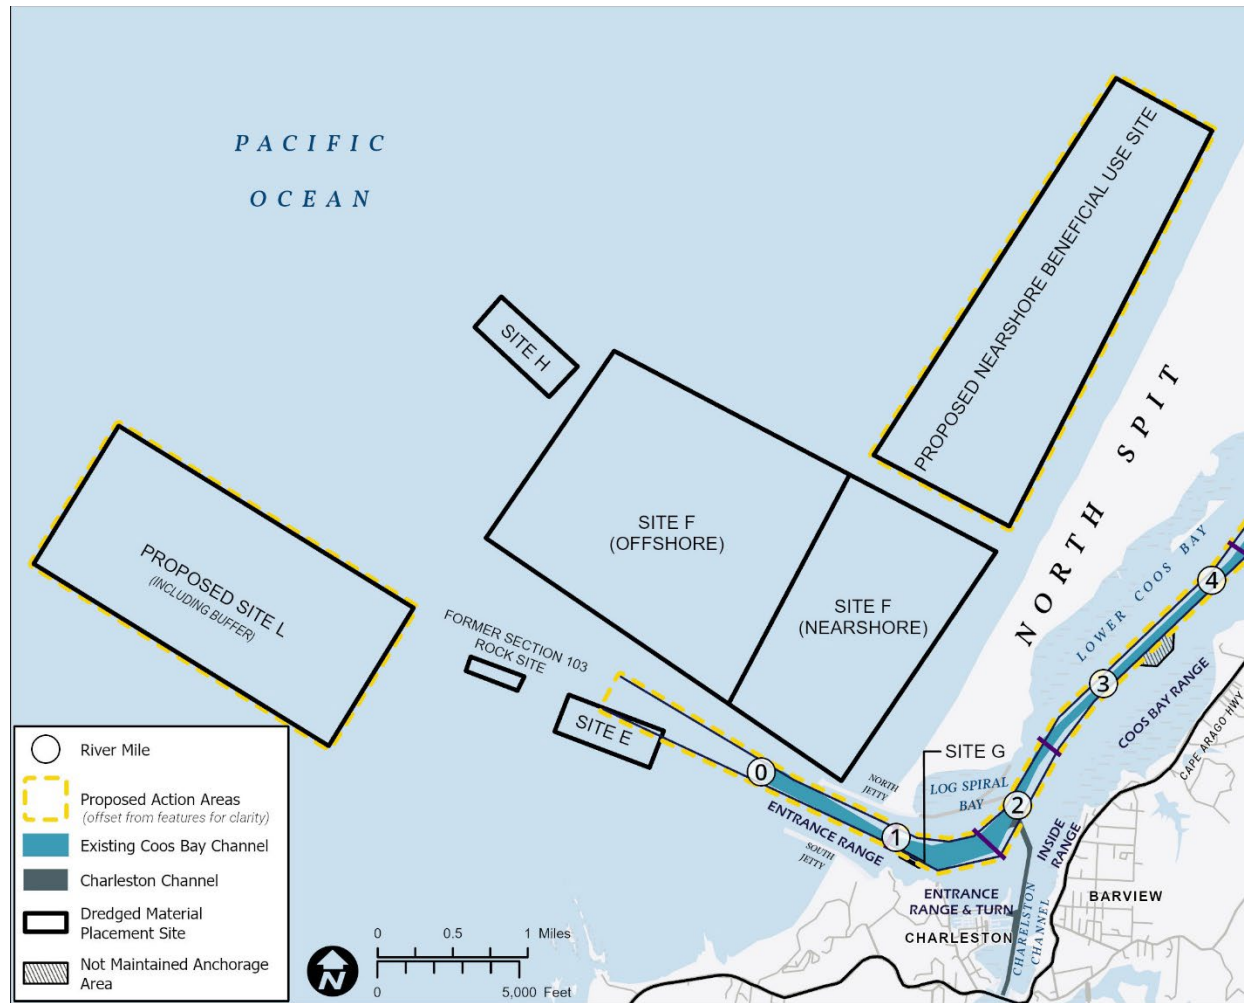 PACIFIC
OCEAN
PROPOSED NEARSHORE BENEFICIAL USE SITE
SITE H
SITE F
(OFFSHORE)
SITE F
(NEARSHORE)
PROPOSED SITE L
(INCLUDING BUFFER)
FORMER SECTION 103
ROCK SITE
SITE E
NORTH SPIT
LOWER COOS BAY
4
3
COOS BAY RANGE
CAPE ARAGO HWY
SITE G
0
NORTH
JETTY
LOG SPIRAL
BAY
2
1
ENTRANCE RANGE
SOUTH
JETTY
INSIDE
RANGE
ENTRANCE
RANGE & TURN
CHARLESTON
CHARELSTON
CHANNEL
BARVIEW
River Mile
Proposed Action Areas
(offset from features for clarity)
Existing Coos Bay Channel
Charleston Channel
Dredged Material
Placement Site
Not Maintained Anchorage
Area
N
0 0.5 1 Miles
0 5,000 Feet